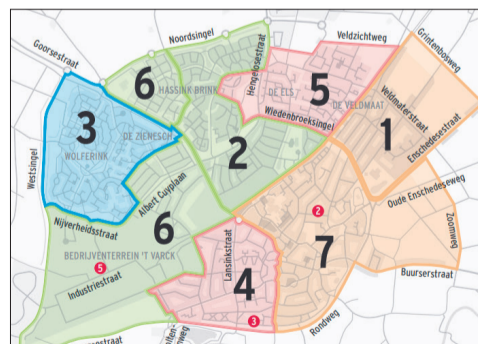 Noordsingel
Veldzichtweg
Goorsestraat
Hengelosestraat
Grintenbosweg
6
HASSINK BRINK
DE ELS
5
DE VELDMAAT
Veldmaterstraat
Enschedesestraat
1
3
DE ZIENESCH
WOLFERINK
Wiedenbroeksingel
2
Westsingel
Albert Cuyplaan
Oude Enschedeseweg
2
Nijverheidsstraat
6
Zoomweg
BEDRIJVENTERREIN 'T VARCK
5
Lansinkstraat
7
Industriestraat
4
Buurserstraat
3
Rondweg